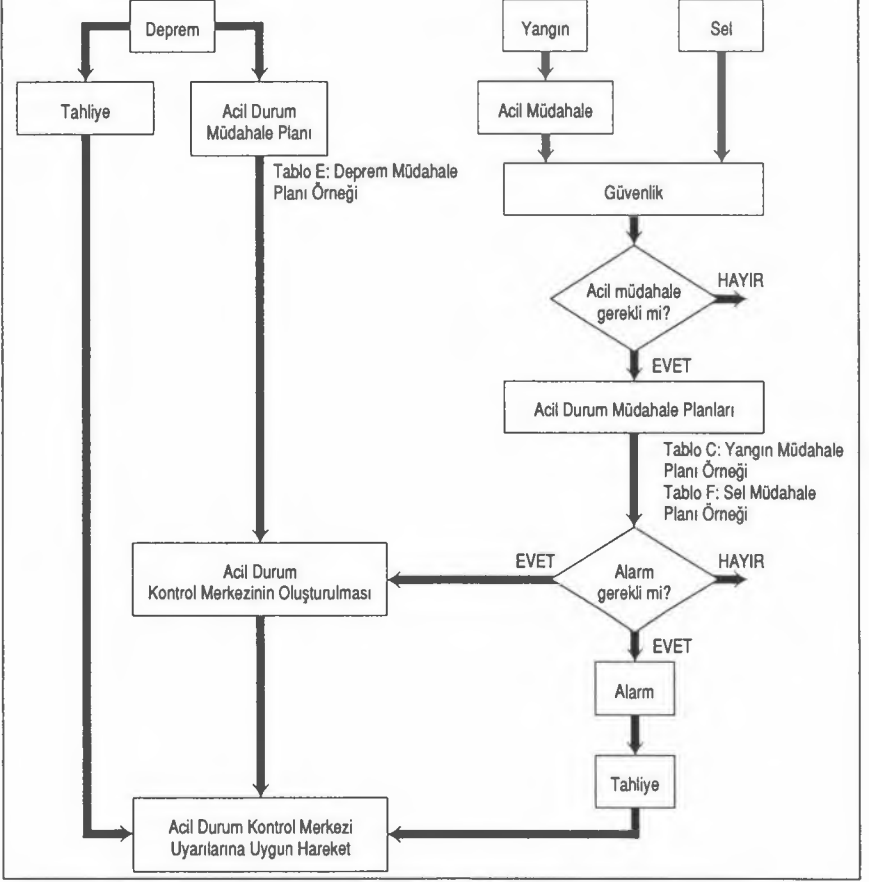 Deprem
Yangın
Sel
Tahliye
Acil Durum
Müdahale Planı
Acil Müdahale
Tablo E: Deprem Müdahale
Planı Örneği
Güvenlik
Acil müdahale
gerekli mi?
HAYIR
EVET
Acil Durum Müdahale Planları
Tablo C: Yangın Müdahale
Planı Örneği
Tablo F: Sel Müdahale
Planı Örneği
Acil Durum
Kontrol Merkezinin Oluşturulması
EVET
Alarm
gerekli mi?
HAYIR
EVET
Alarm
Tahliye
Acil Durum Kontrol Merkezi
Uyarılarına Uygun Hareket